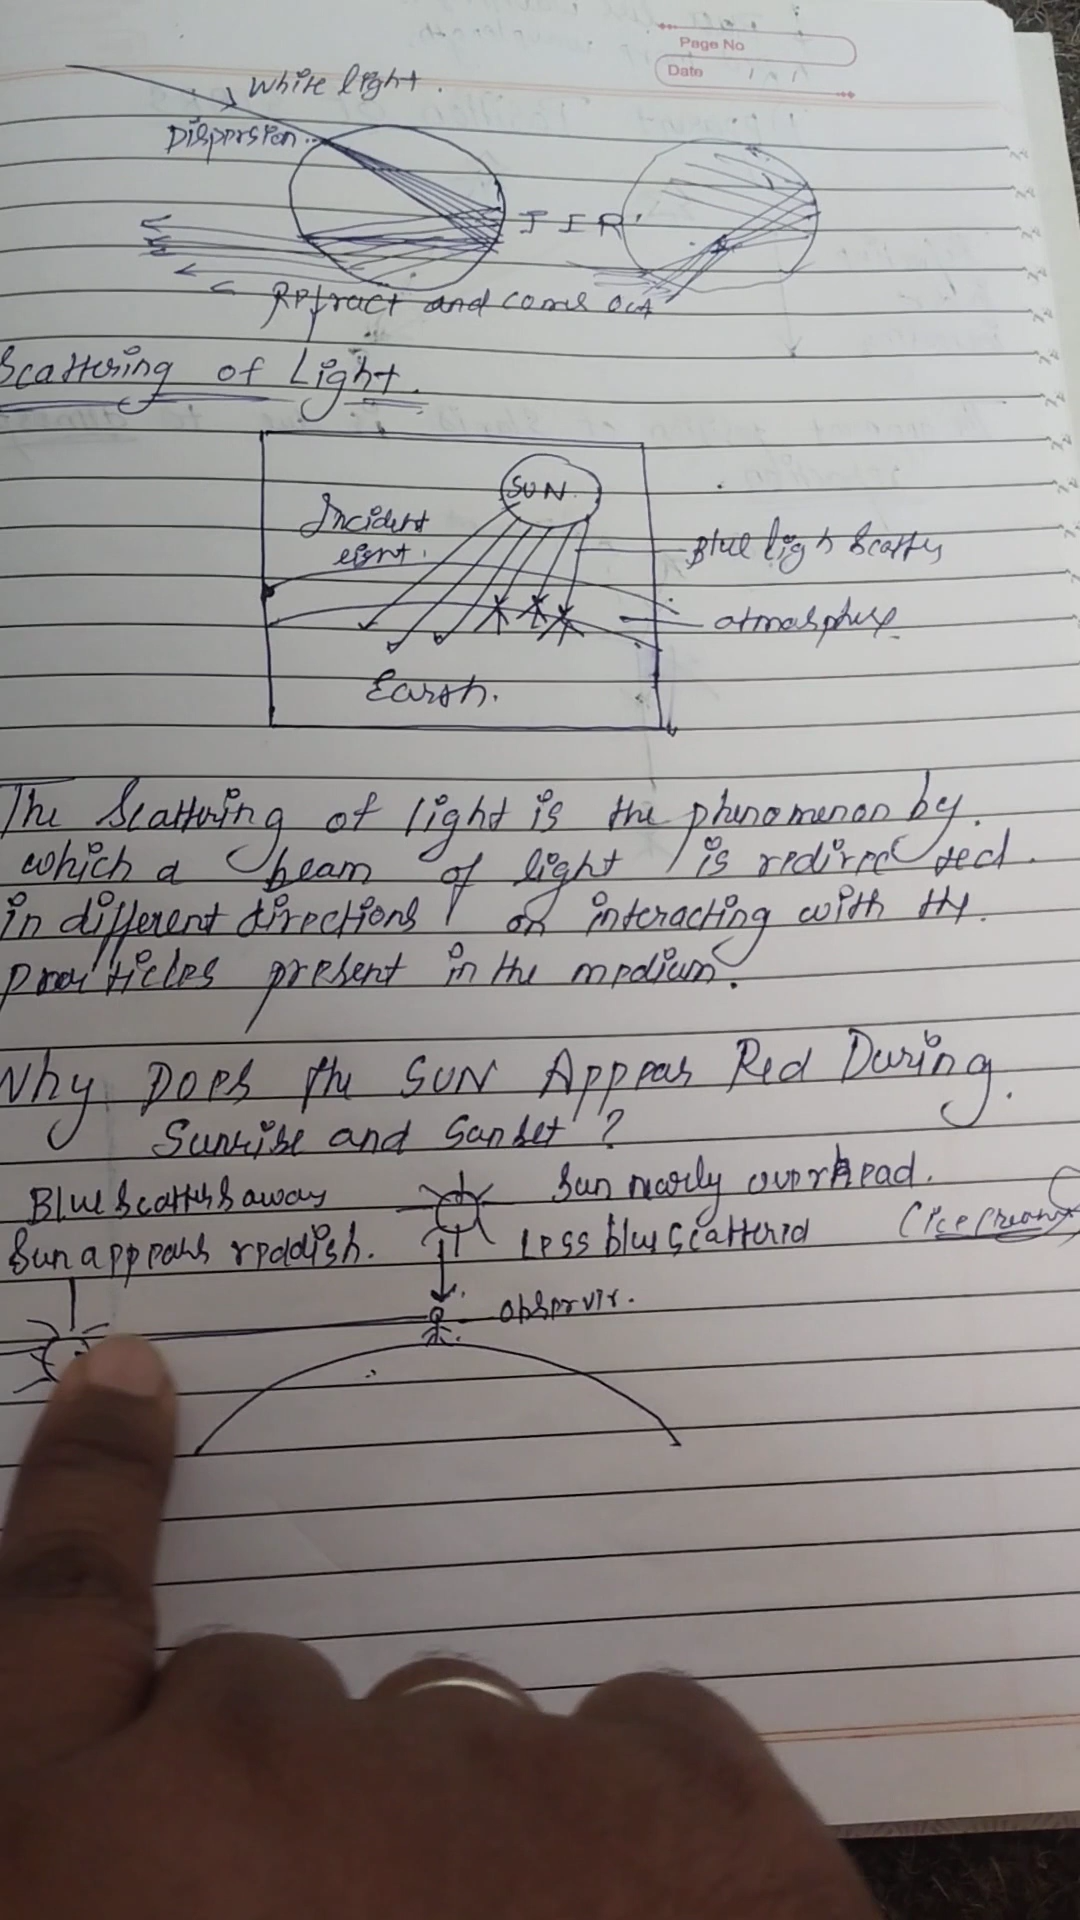 Page No
Date
White light.
Dispersion.
T I R
Refract and comes out
Scattering of Light.
SUN
Incident
light.
Blue light Scatters
atmosphere
Earth.
The Scattering of light is the phenomenon by.
which a beam of light is redirected.
in different directions on interacting with the.
particles present in the medium.
Why Does the SUN Appear Red During.
Sunrise and Sunset ?
Blue scatters away
Sun nearly overhead.
Sun appears reddish.
Less blue scattered
(ice cream)
observer.